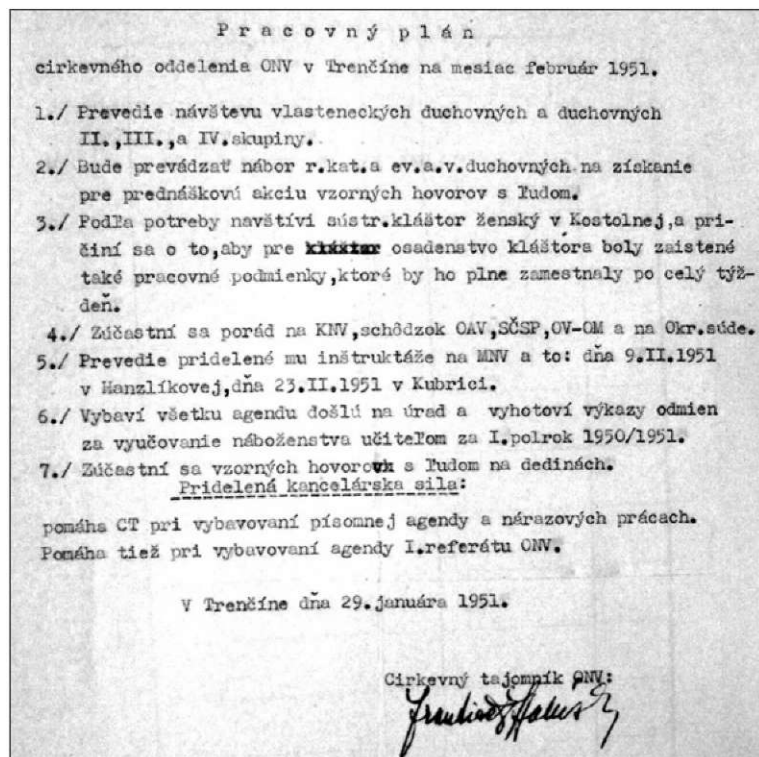 Pracovný plán
cirkevného oddelenia ONV v Trenčíne na mesiac február 1951.
1./ Prevedie návštevu vlasteneckých duchovných a duchovných
II.,III.,a IV.skupiny.
2./ Bude prevádzať nábor r.kat.a ev.a.v.duchovných na získanie
pre prednáškovú akciu vzorných hovorov s ľudom.
3./ Podľa potreby navštívi sústr.kláštor ženský v Kostolnej,a pri-
činí sa o to,aby pre kláštor osadenstvo kláštora boly zaistené
také pracovné podmienky,ktoré by ho plne zamestnaly po celý týž-
deň.
4./ Zúčastní sa porád na KNV,schôdzok OAV,SČSP,OV-OM a na Okr.súde.
5./ Prevedie pridelené mu inštruktáže na MNV a to: dňa 9.II.1951
v Hanzlíkovej,dňa 23.II.1951 v Kubrici.
6./ Vybaví všetku agendu došlú na úrad a vyhotoví výkazy odmien
za vyučovanie náboženstva učiteľom za I.polrok 1950/1951.
7./ Zúčastní sa vzorných hovorov s ľudom na dedinách.
Pridelená kancelárska sila:
pomáha CT pri vybavovaní písomnej agendy a nárazových prácach.
Pomáha tiež pri vybavovaní agendy I.referátu ONV.
V Trenčíne dňa 29.januára 1951.
Cirkevný tajomník ONV: